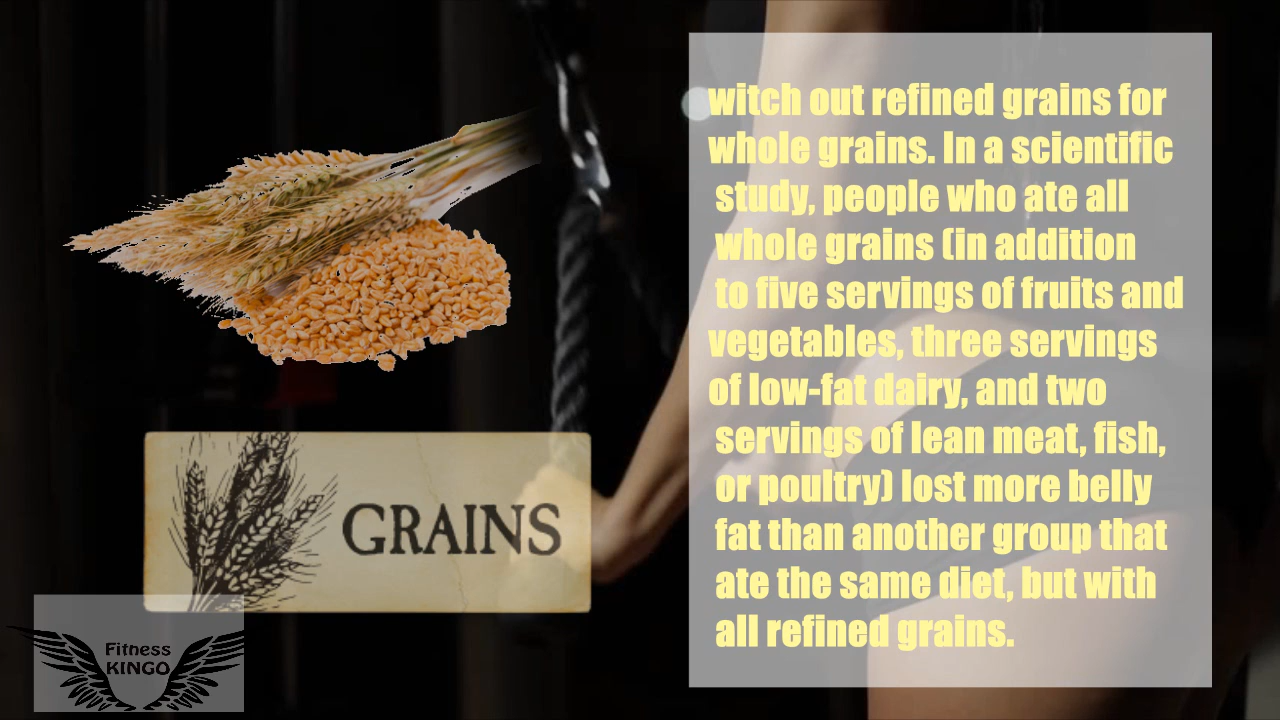 witch out refined grains for
whole grains. In a scientific
study, people who ate all
whole grains (in addition
to five servings of fruits and
vegetables, three servings
of low-fat dairy, and two
servings of lean meat, fish,
or poultry) lost more belly
fat than another group that
ate the same diet, but with
all refined grains.
GRAINS
Fitness
KINGO